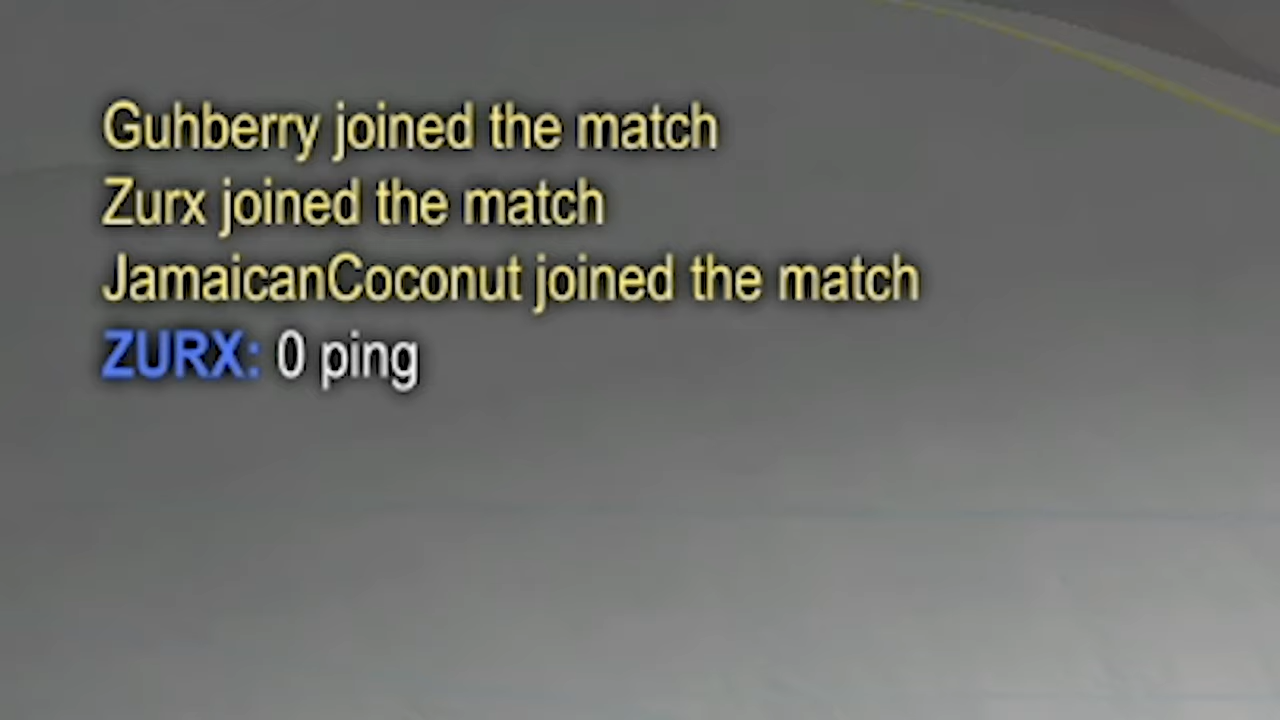 Guhberry joined the match
Zurx joined the match
JamaicanCoconut joined the match
ZURX: 0 ping